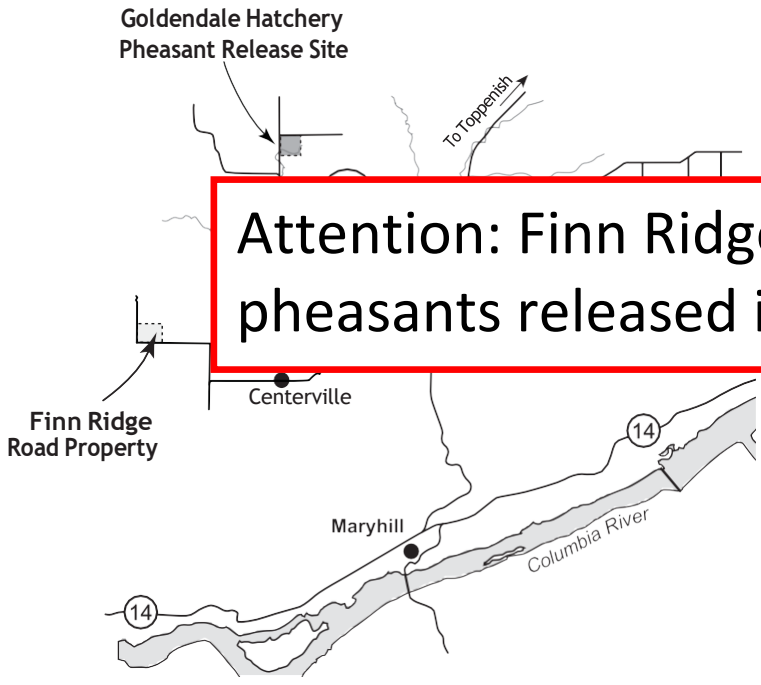 Goldendale Hatchery
Pheasant Release Site
To Toppenish
Attention: Finn Ridge
pheasants released i
Centerville
Finn Ridge
Road Property
14
Maryhill
Columbia River
14